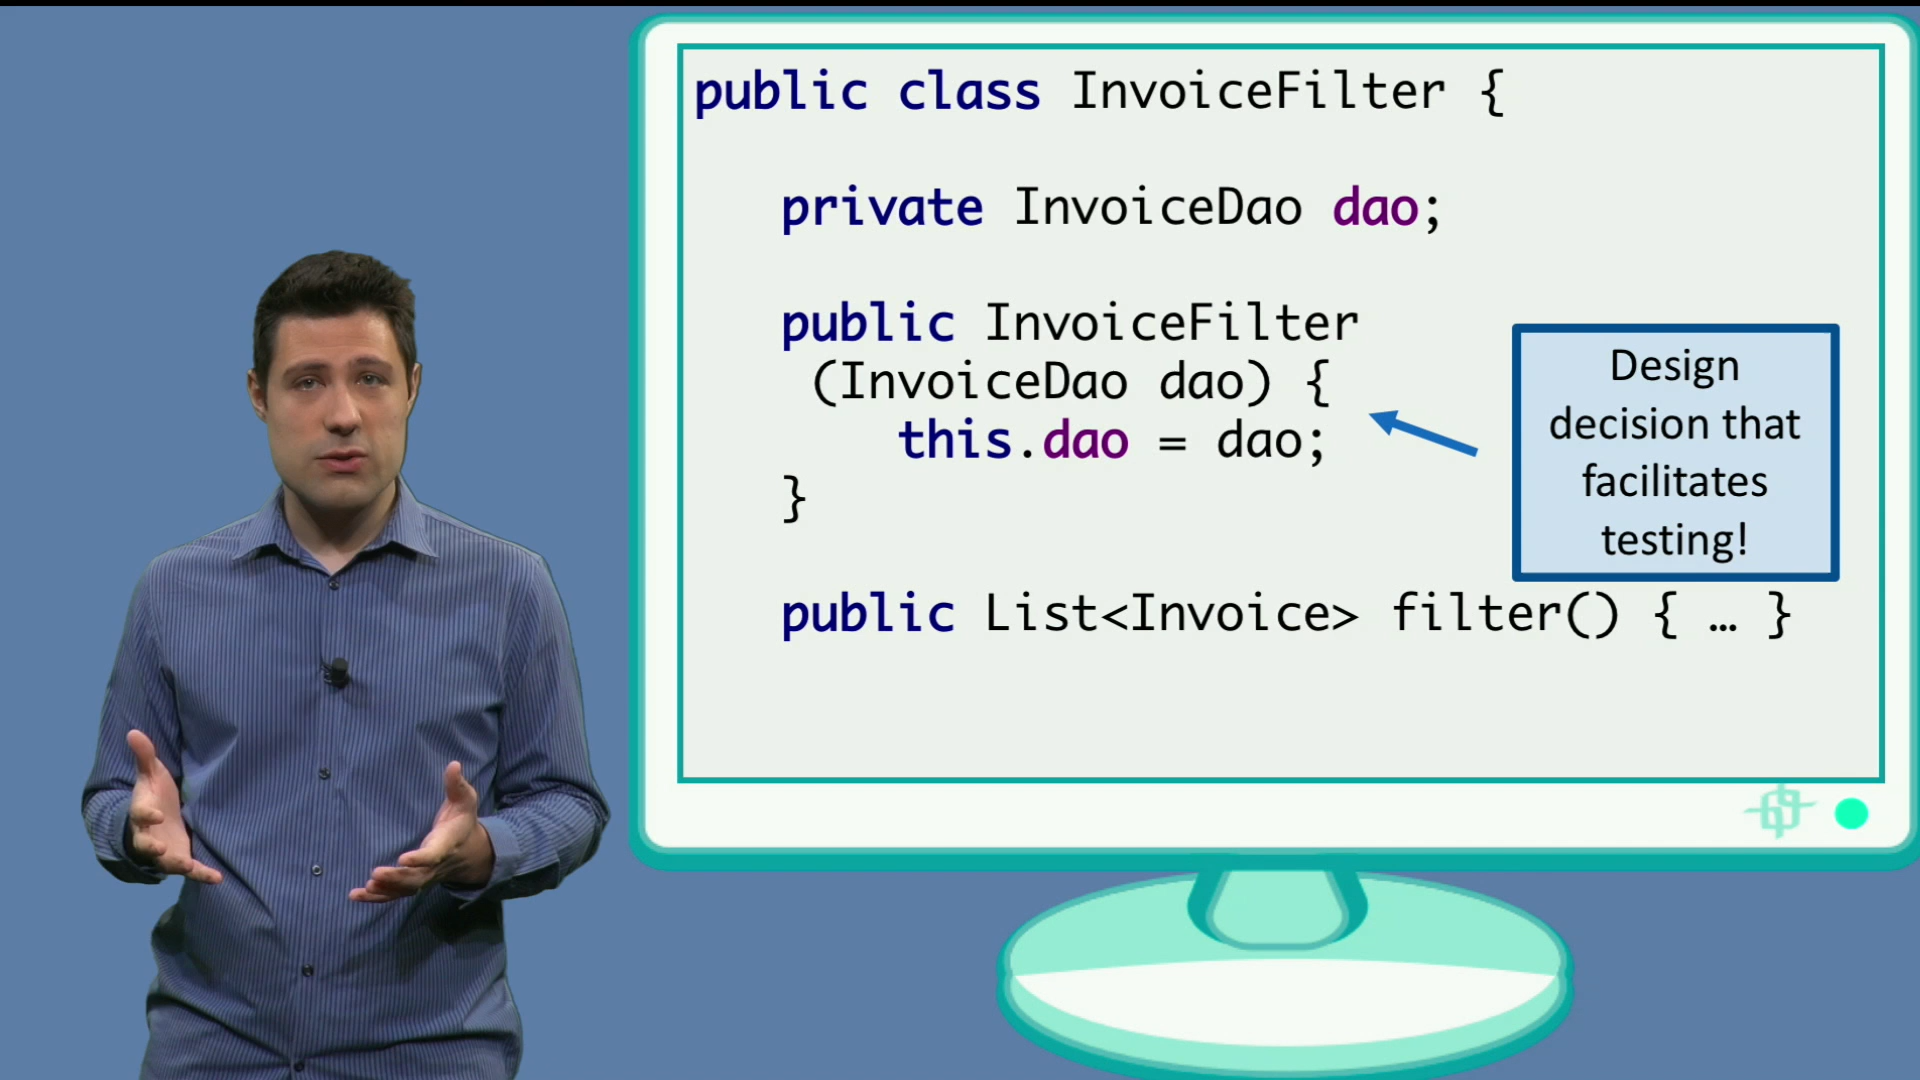 public class InvoiceFilter {
private InvoiceDao dao;
public InvoiceFilter
(InvoiceDao dao) {
this.dao = dao;
}
public List<Invoice> filter() { … }
Design
decision that
facilitates
testing!